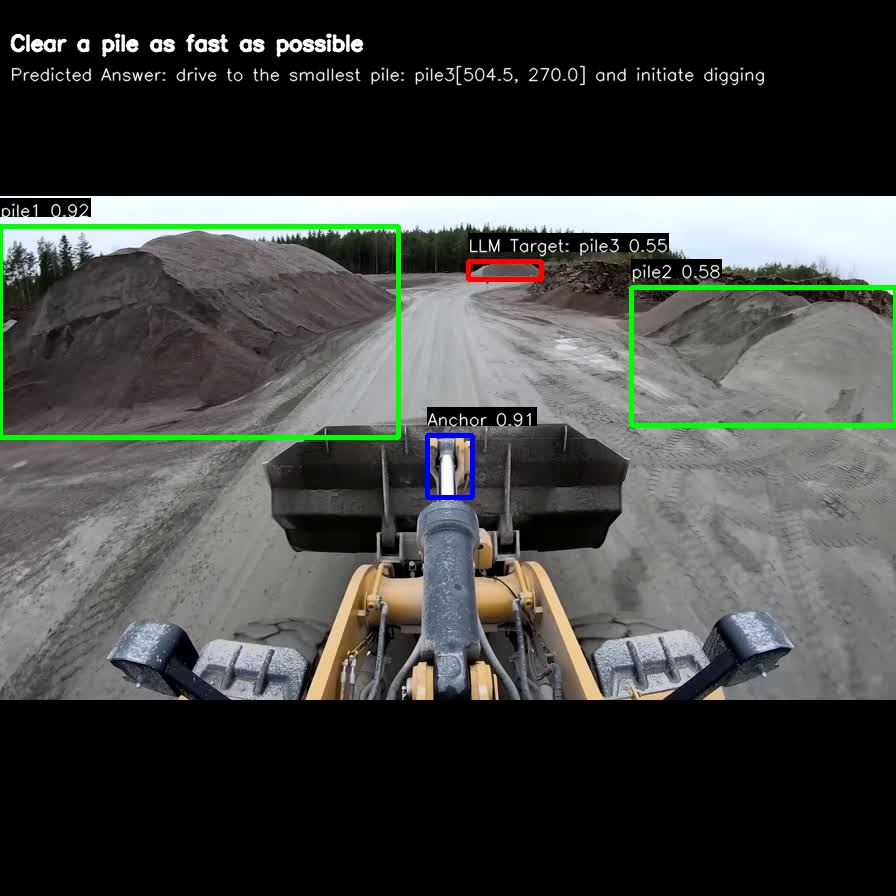 Clear a pile as fast as possible
Predicted Answer: drive to the smallest pile: pile3[504.5, 270.0] and initiate digging
pile1 0.92
LLM Target: pile3 0.55
pile2 0.58
Anchor 0.91